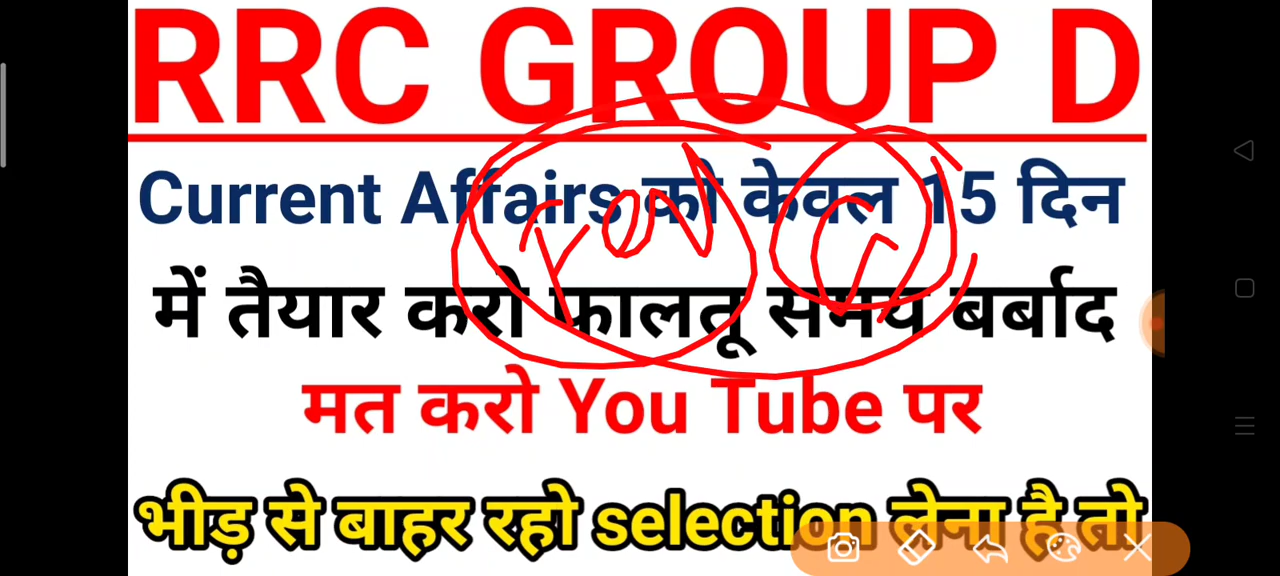 RRC GROUP D
Current Affairs को केवल 15 दिन
में तैयार करो फालतू समय बर्बाद
मत करो You Tube पर
भीड़ से बाहर रहो selection लेना है तो